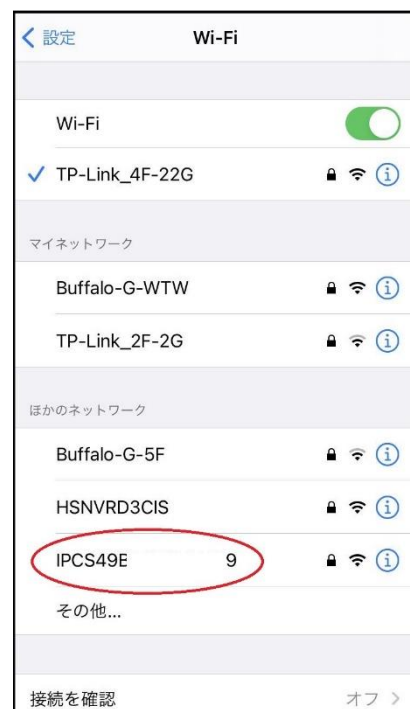 設定 Wi-Fi
Wi-Fi
TP-Link_4F-22G
マイネットワーク
Buffalo-G-WTW
TP-Link_2F-2G
ほかのネットワーク
Buffalo-G-5F
HSNVRD3CIS
IPCS49E 9
その他...
接続を確認 オフ